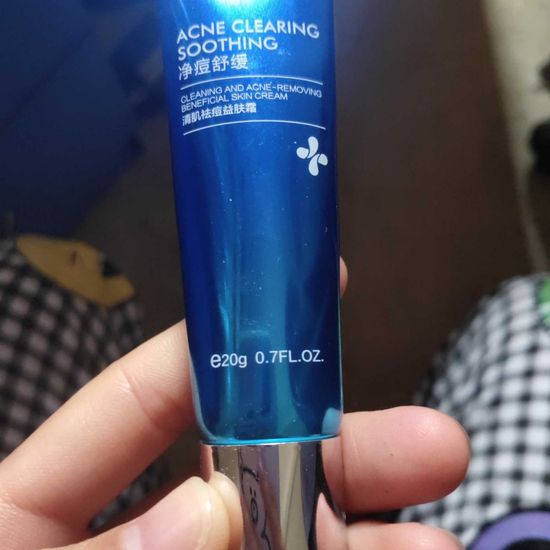 ACNE CLEARING
SOOTHING
净痘舒缓
CLEANING AND ACNE-REMOVING
BENEFICIAL SKIN CREAM
清肌祛痘益肤霜
e20g 0.7FL.OZ.